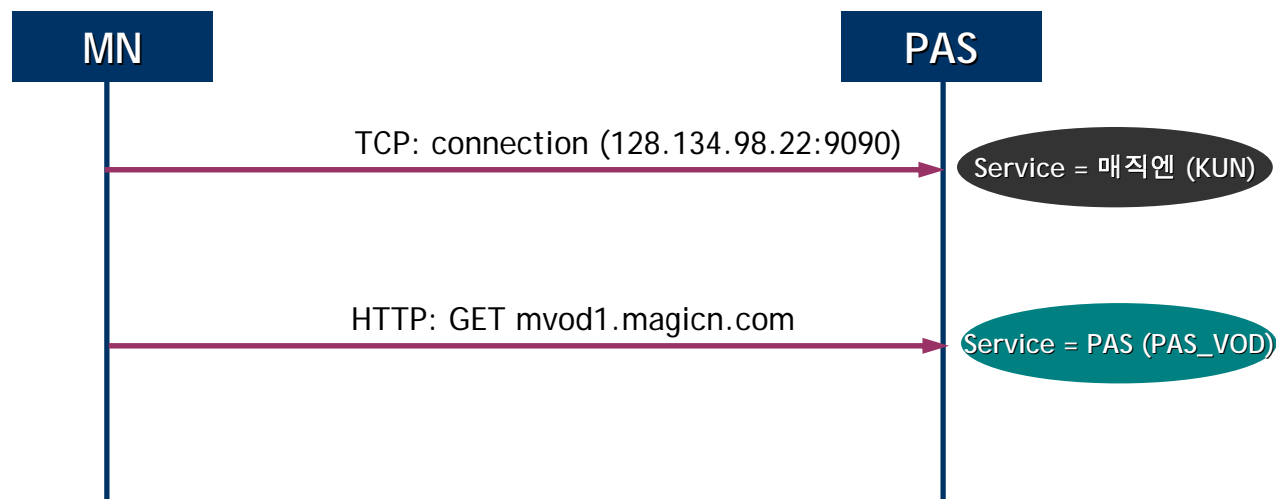 MN
PAS
TCP: connection (128.134.98.22:9090)
Service = 매직엔 (KUN)
HTTP: GET mvod1.magicn.com
Service = PAS (PAS_VOD)